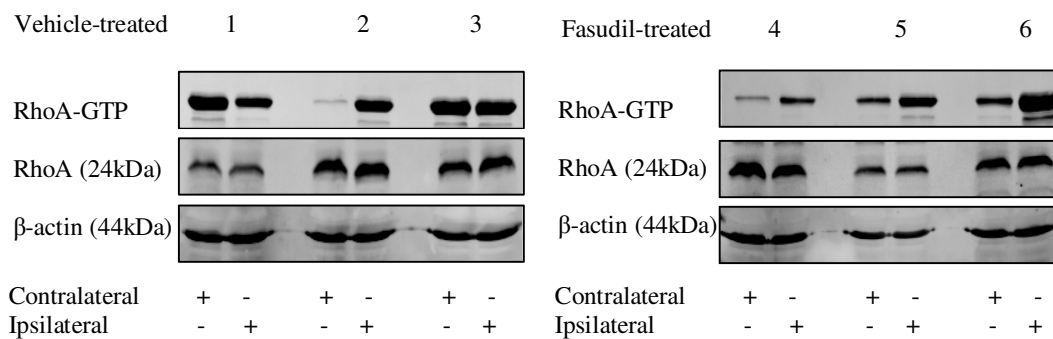 Vehicle-treated 1 2 3
RhoA-GTP
RhoA (24kDa)
β-actin (44kDa)
Contralateral + - + - + -
Ipsilateral - + - + - +
Fasudil-treated 4 5 6
RhoA-GTP
RhoA (24kDa)
β-actin (44kDa)
Contralateral + - + - + -
Ipsilateral - + - + - +